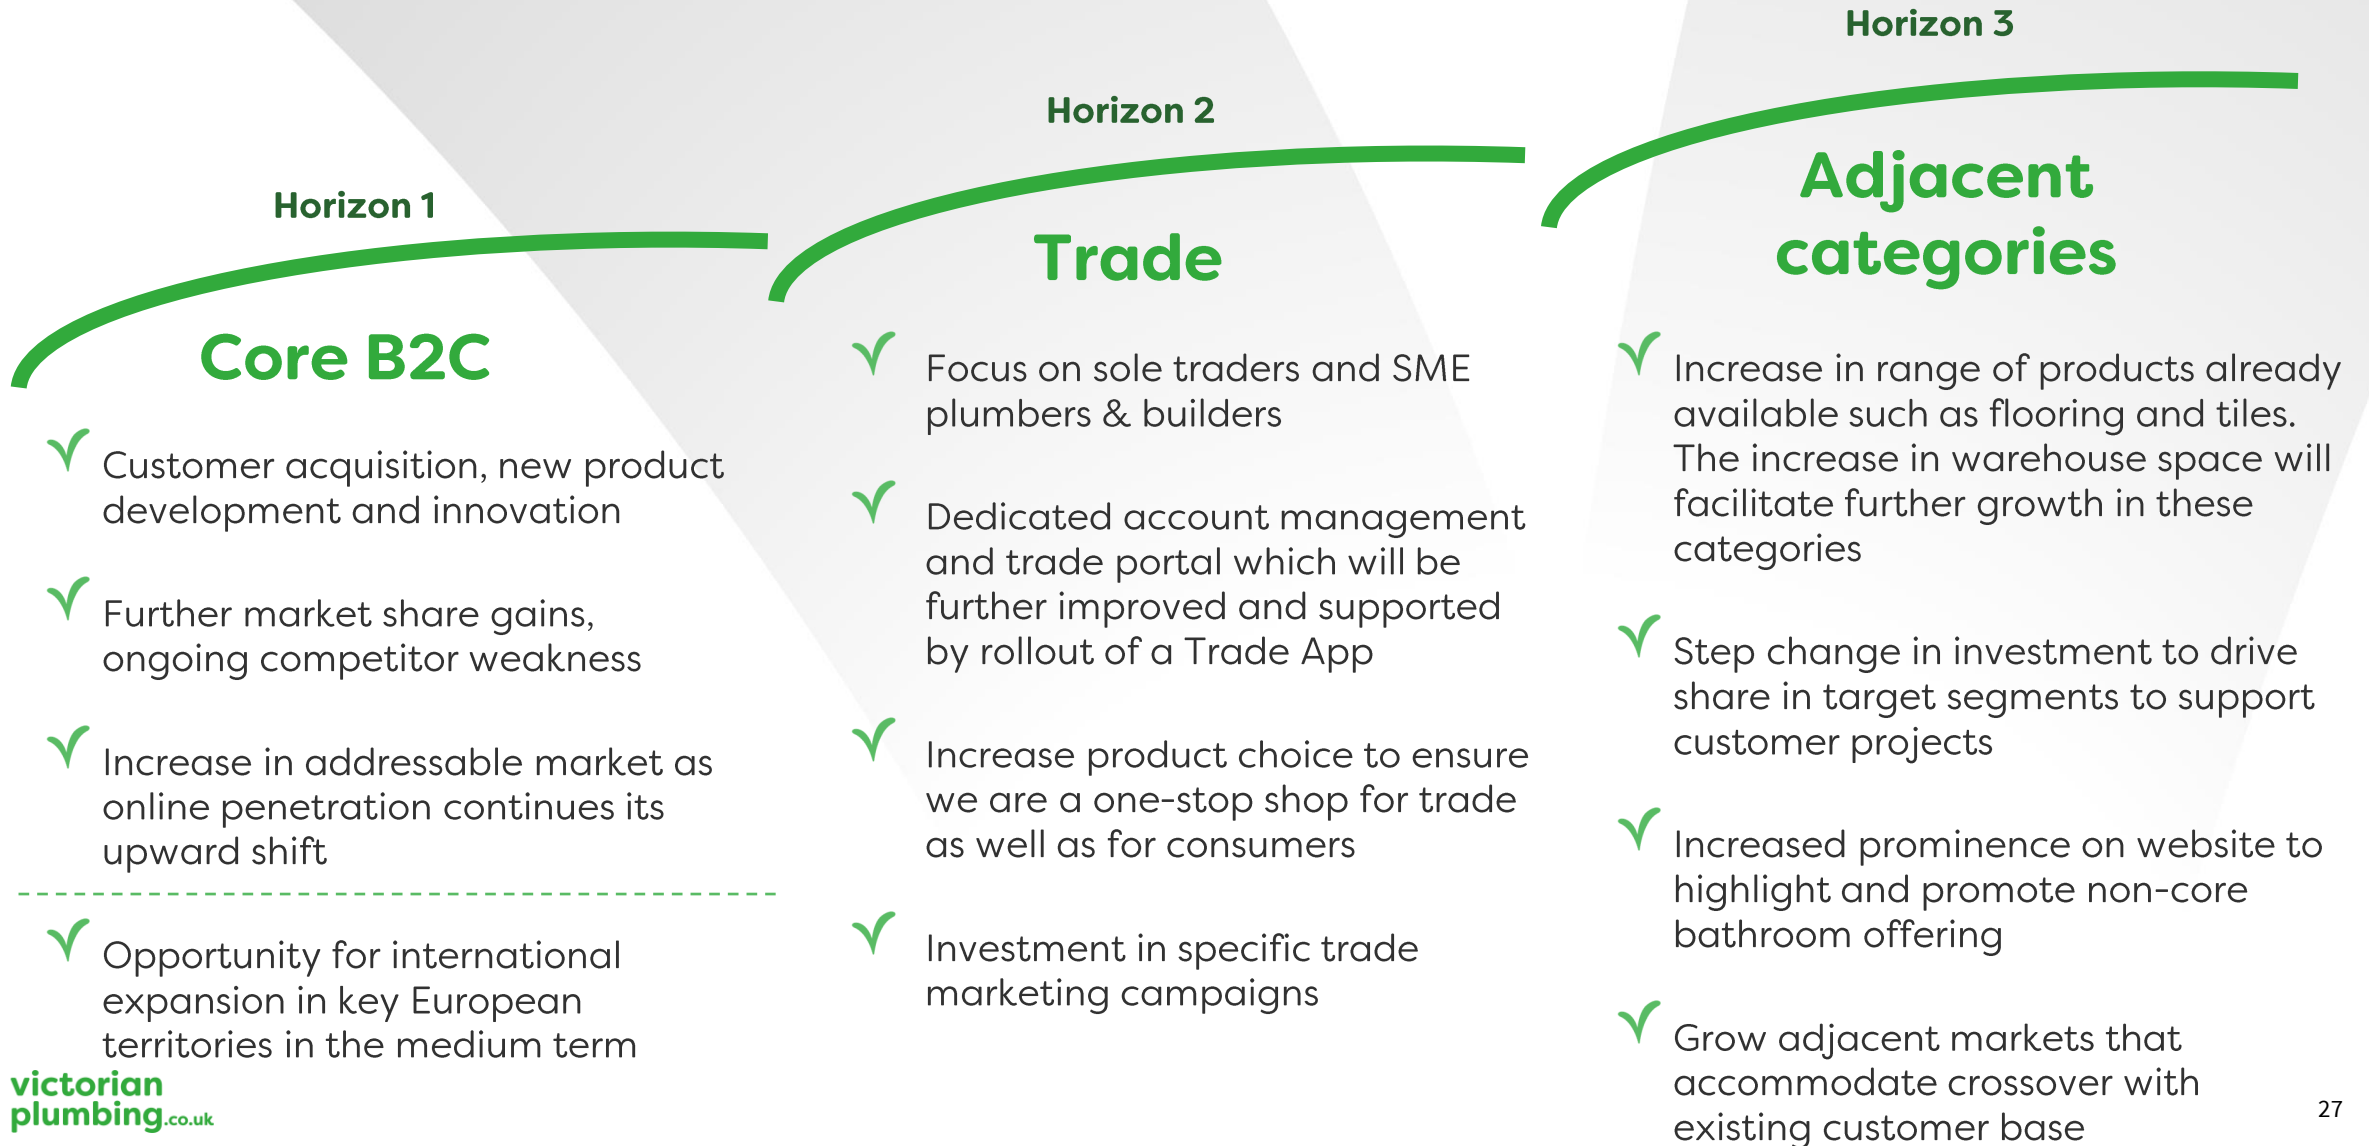 Horizon 1
Core B2C
Customer acquisition, new product
development and innovation
Further market share gains,
ongoing competitor weakness
Increase in addressable market as
online penetration continues its
upward shift
Opportunity for international
expansion in key European
territories in the medium term
Horizon 2
Trade
Focus on sole traders and SME
plumbers & builders
Dedicated account management
and trade portal which will be
further improved and supported
by rollout of a Trade App
Increase product choice to ensure
we are a one-stop shop for trade
as well as for consumers
Investment in specific trade
marketing campaigns
Horizon 3
Adjacent
categories
Increase in range of products already
available such as flooring and tiles.
The increase in warehouse space will
facilitate further growth in these
categories
Step change in investment to drive
share in target segments to support
customer projects
Increased prominence on website to
highlight and promote non-core
bathroom offering
Grow adjacent markets that
accommodate crossover with
existing customer base
victorian
plumbing.co.uk
27